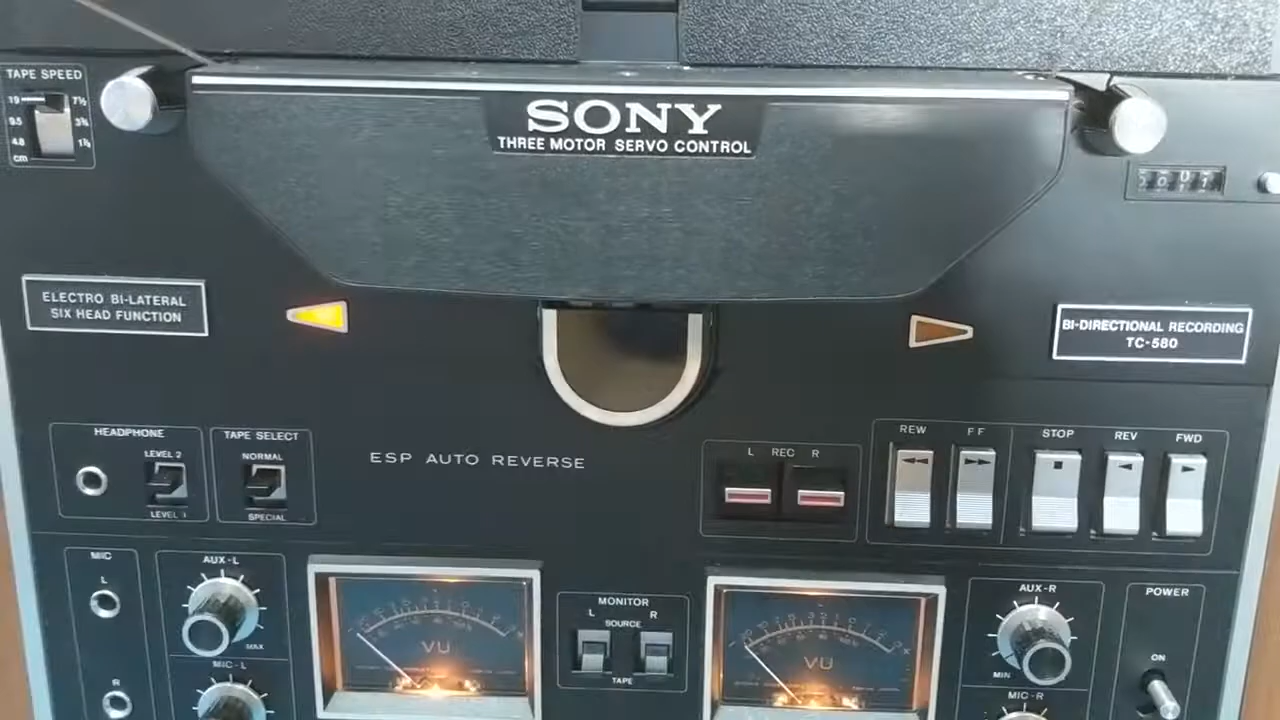 TAPE SPEED
19 7½
9.5 3¾
4.8 1⅞
cm
SONY
THREE MOTOR SERVO CONTROL
ELECTRO BI-LATERAL
SIX HEAD FUNCTION
BI-DIRECTIONAL RECORDING
TC-580
HEADPHONE
LEVEL 2
LEVEL 1
TAPE SELECT
NORMAL
SPECIAL
ESP AUTO REVERSE
L REC R
REW FF STOP REV FWD
MIC
L
R
AUX-L
MAX
MIC-L
VU
MONITOR
L R
SOURCE
TAPE
VU
AUX-R
MIN
MIC-R
POWER
ON